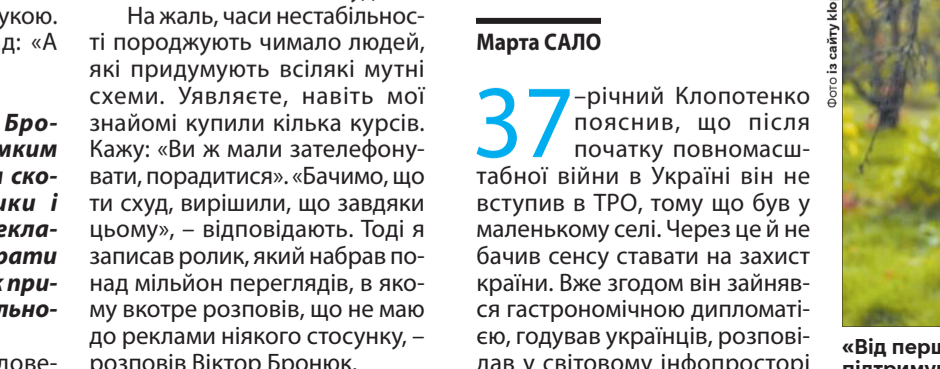 укою.
д: «А
Бро-
мким
ско-
ики і
екла-
рати
к при-
льно-
дове-
На жаль, часи нестабільнос-
ті породжують чимало людей,
які придумують всілякі мутні
схеми. Уявляєте, навіть мої
знайомі купили кілька курсів.
Кажу: «Ви ж мали зателефону-
вати, порадитися». «Бачимо, що
ти схуд, вирішили, що завдяки
цьому», – відповідають. Тоді я
записав ролик, який набрав по-
над мільйон переглядів, в яко-
му вкотре розповів, що не маю
до реклами ніякого стосунку, –
розповів Віктор Бронюк.
Марта САЛО
37–річний Клопотенко
пояснив, що після
початку повномасш-
табної війни в Україні він не
вступив в ТРО, тому що був у
маленькому селі. Через це й не
бачив сенсу ставати на захист
країни. Вже згодом він зайняв-
ся гастрономічною дипломаті-
єю, годував українців, розпові-
дав у світовому інфопросторі
Фото із сайту klo
«Від перш
підтримую